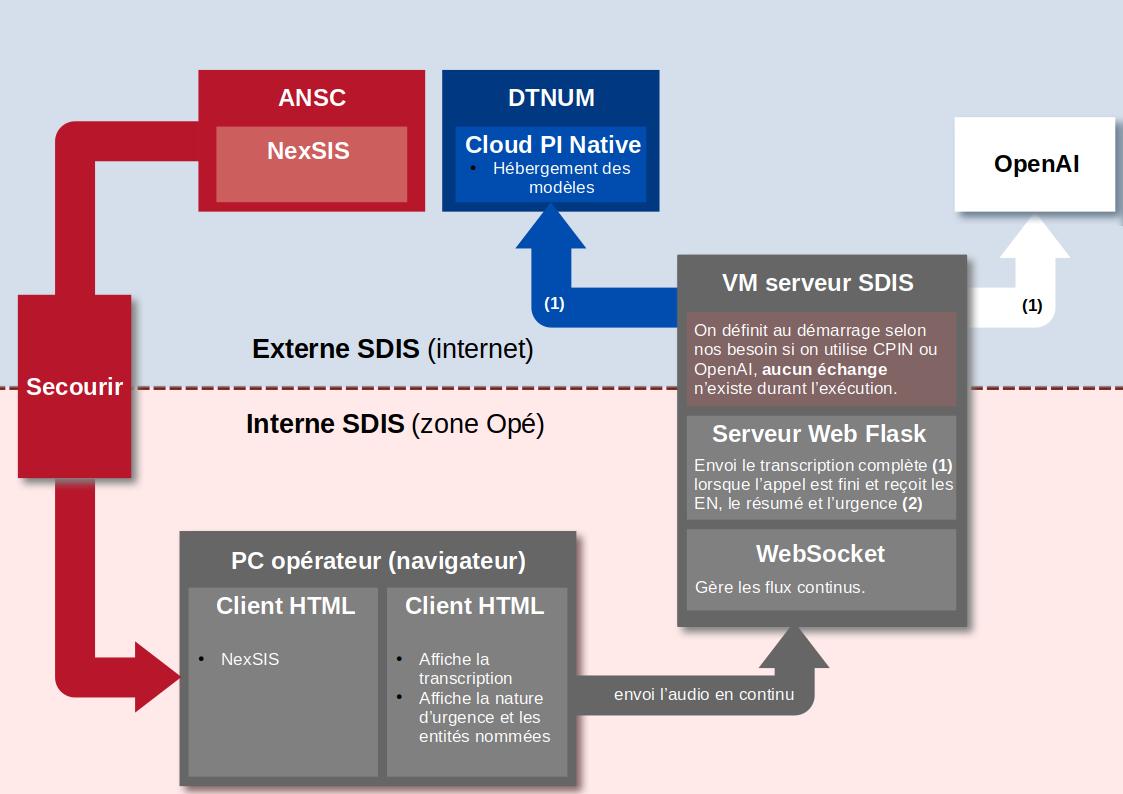 ANSC
NexSIS
DTNUM
Cloud PI Native
• Hébergement des
modèles
OpenAI
(1)
(1)
VM serveur SDIS
On définit au démarrage selon
nos besoin si on utilise CPIN ou
OpenAI, aucun échange
n’existe durant l’exécution.
Externe SDIS (internet)
Secourir
Interne SDIS (zone Opé)
Serveur Web Flask
Envoi le transcription complète (1)
lorsque l’appel est fini et reçoit les
EN, le résumé et l’urgence (2)
WebSocket
Gère les flux continus.
PC opérateur (navigateur)
Client HTML
• NexSIS
Client HTML
• Affiche la
transcription
• Affiche la nature
d’urgence et les
entités nommées
envoi l’audio en continu